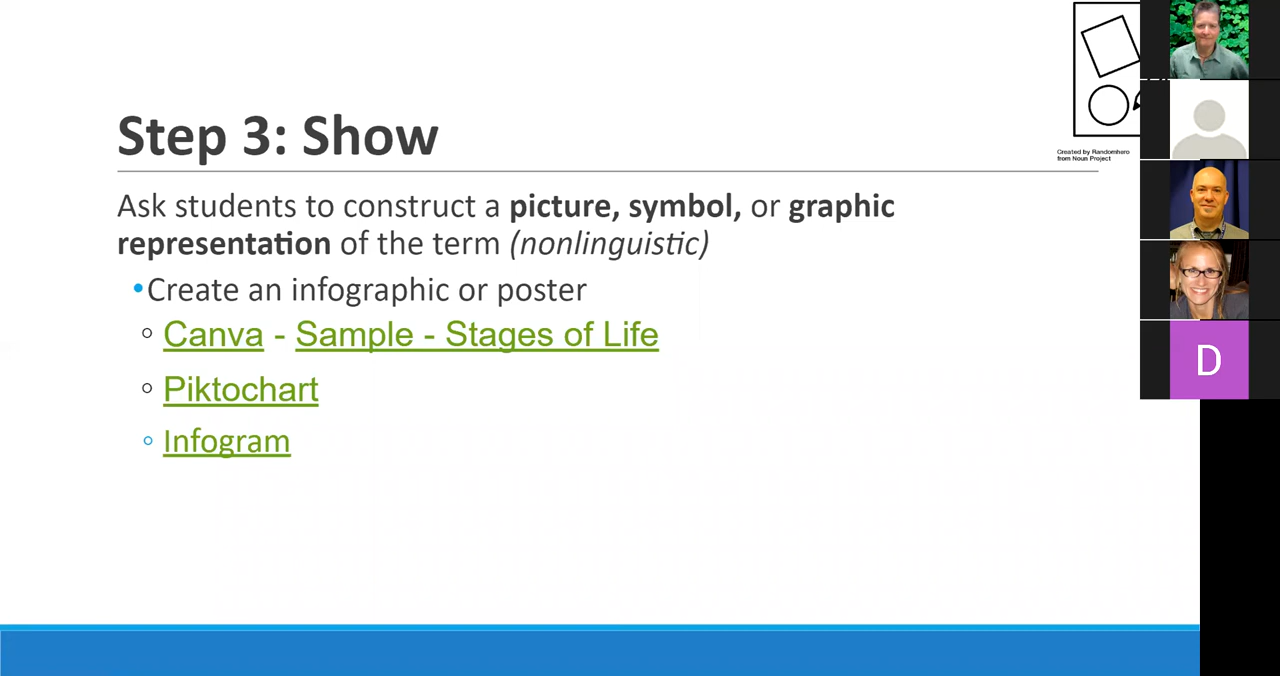 Step 3: Show
Created by Randomhero
from Noun Project
Ask students to construct a picture, symbol, or graphic
representation of the term (nonlinguistic)
•Create an infographic or poster
◦ Canva - Sample - Stages of Life
◦ Piktochart
◦ Infogram
D